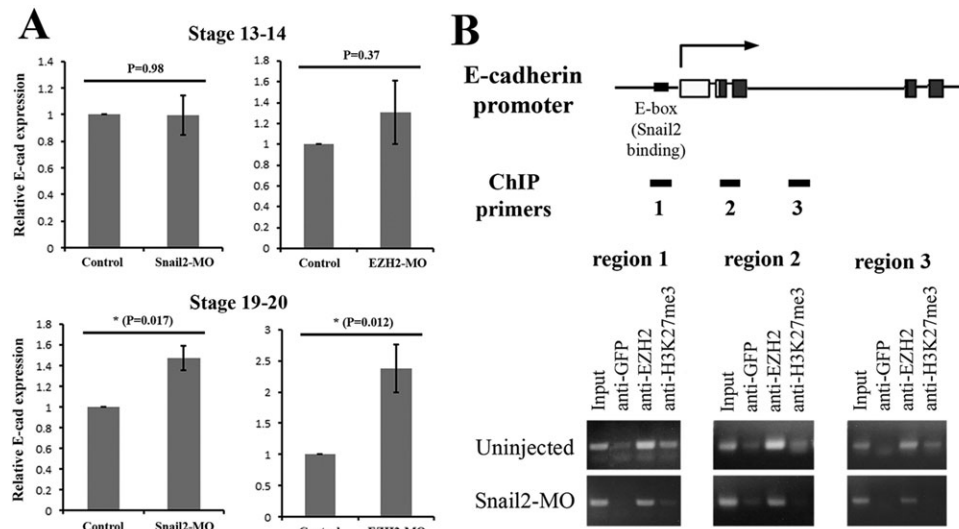 A
Stage 13-14
P=0.98
P=0.37
Relative E-cad expression
1.4
1.2
1
0.8
0.6
0.4
0.2
0
Control Snail2-MO
1.8
1.6
1.4
1.2
1
0.8
0.6
0.4
0.2
0
Control EZH2-MO
Stage 19-20
* (P=0.017)
* (P=0.012)
Relative E-cad expression
1.8
1.6
1.4
1.2
1
0.8
0.6
0.4
0.2
0
Control Snail2-MO
3
2.5
2
1.5
1
0.5
0
Control EZH2-MO
B
E-cadherin
promoter
E-box
(Snail2
binding)
ChIP
primers
1 2 3
region 1 region 2 region 3
Input
anti-GFP
anti-EZH2
anti-H3K27me3
Input
anti-GFP
anti-EZH2
anti-H3K27me3
Input
anti-GFP
anti-EZH2
anti-H3K27me3
Uninjected
Snail2-MO